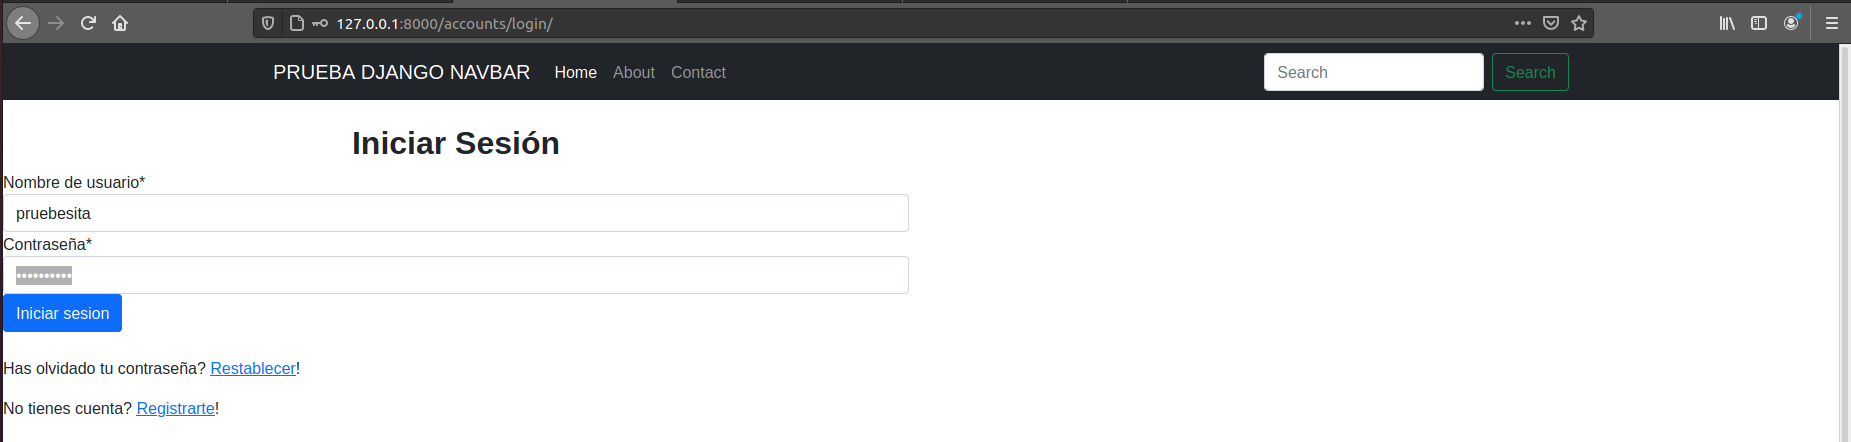 127.0.0.1:8000/accounts/login/
PRUEBA DJANGO NAVBAR Home About Contact Search Search
Iniciar Sesión
Nombre de usuario*
pruebesita
Contraseña*
••••••••••
Iniciar sesion
Has olvidado tu contraseña? Restablecer!
No tienes cuenta? Registrarte!